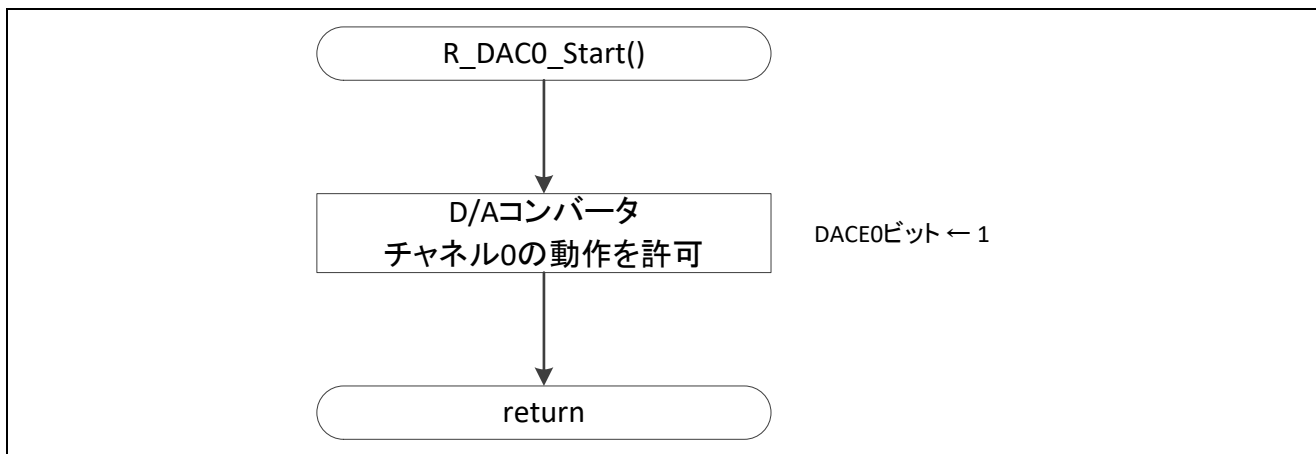 R_DAC0_Start()
D/Aコンバータ
チャネル0の動作を許可
DACE0ビット ← 1
return